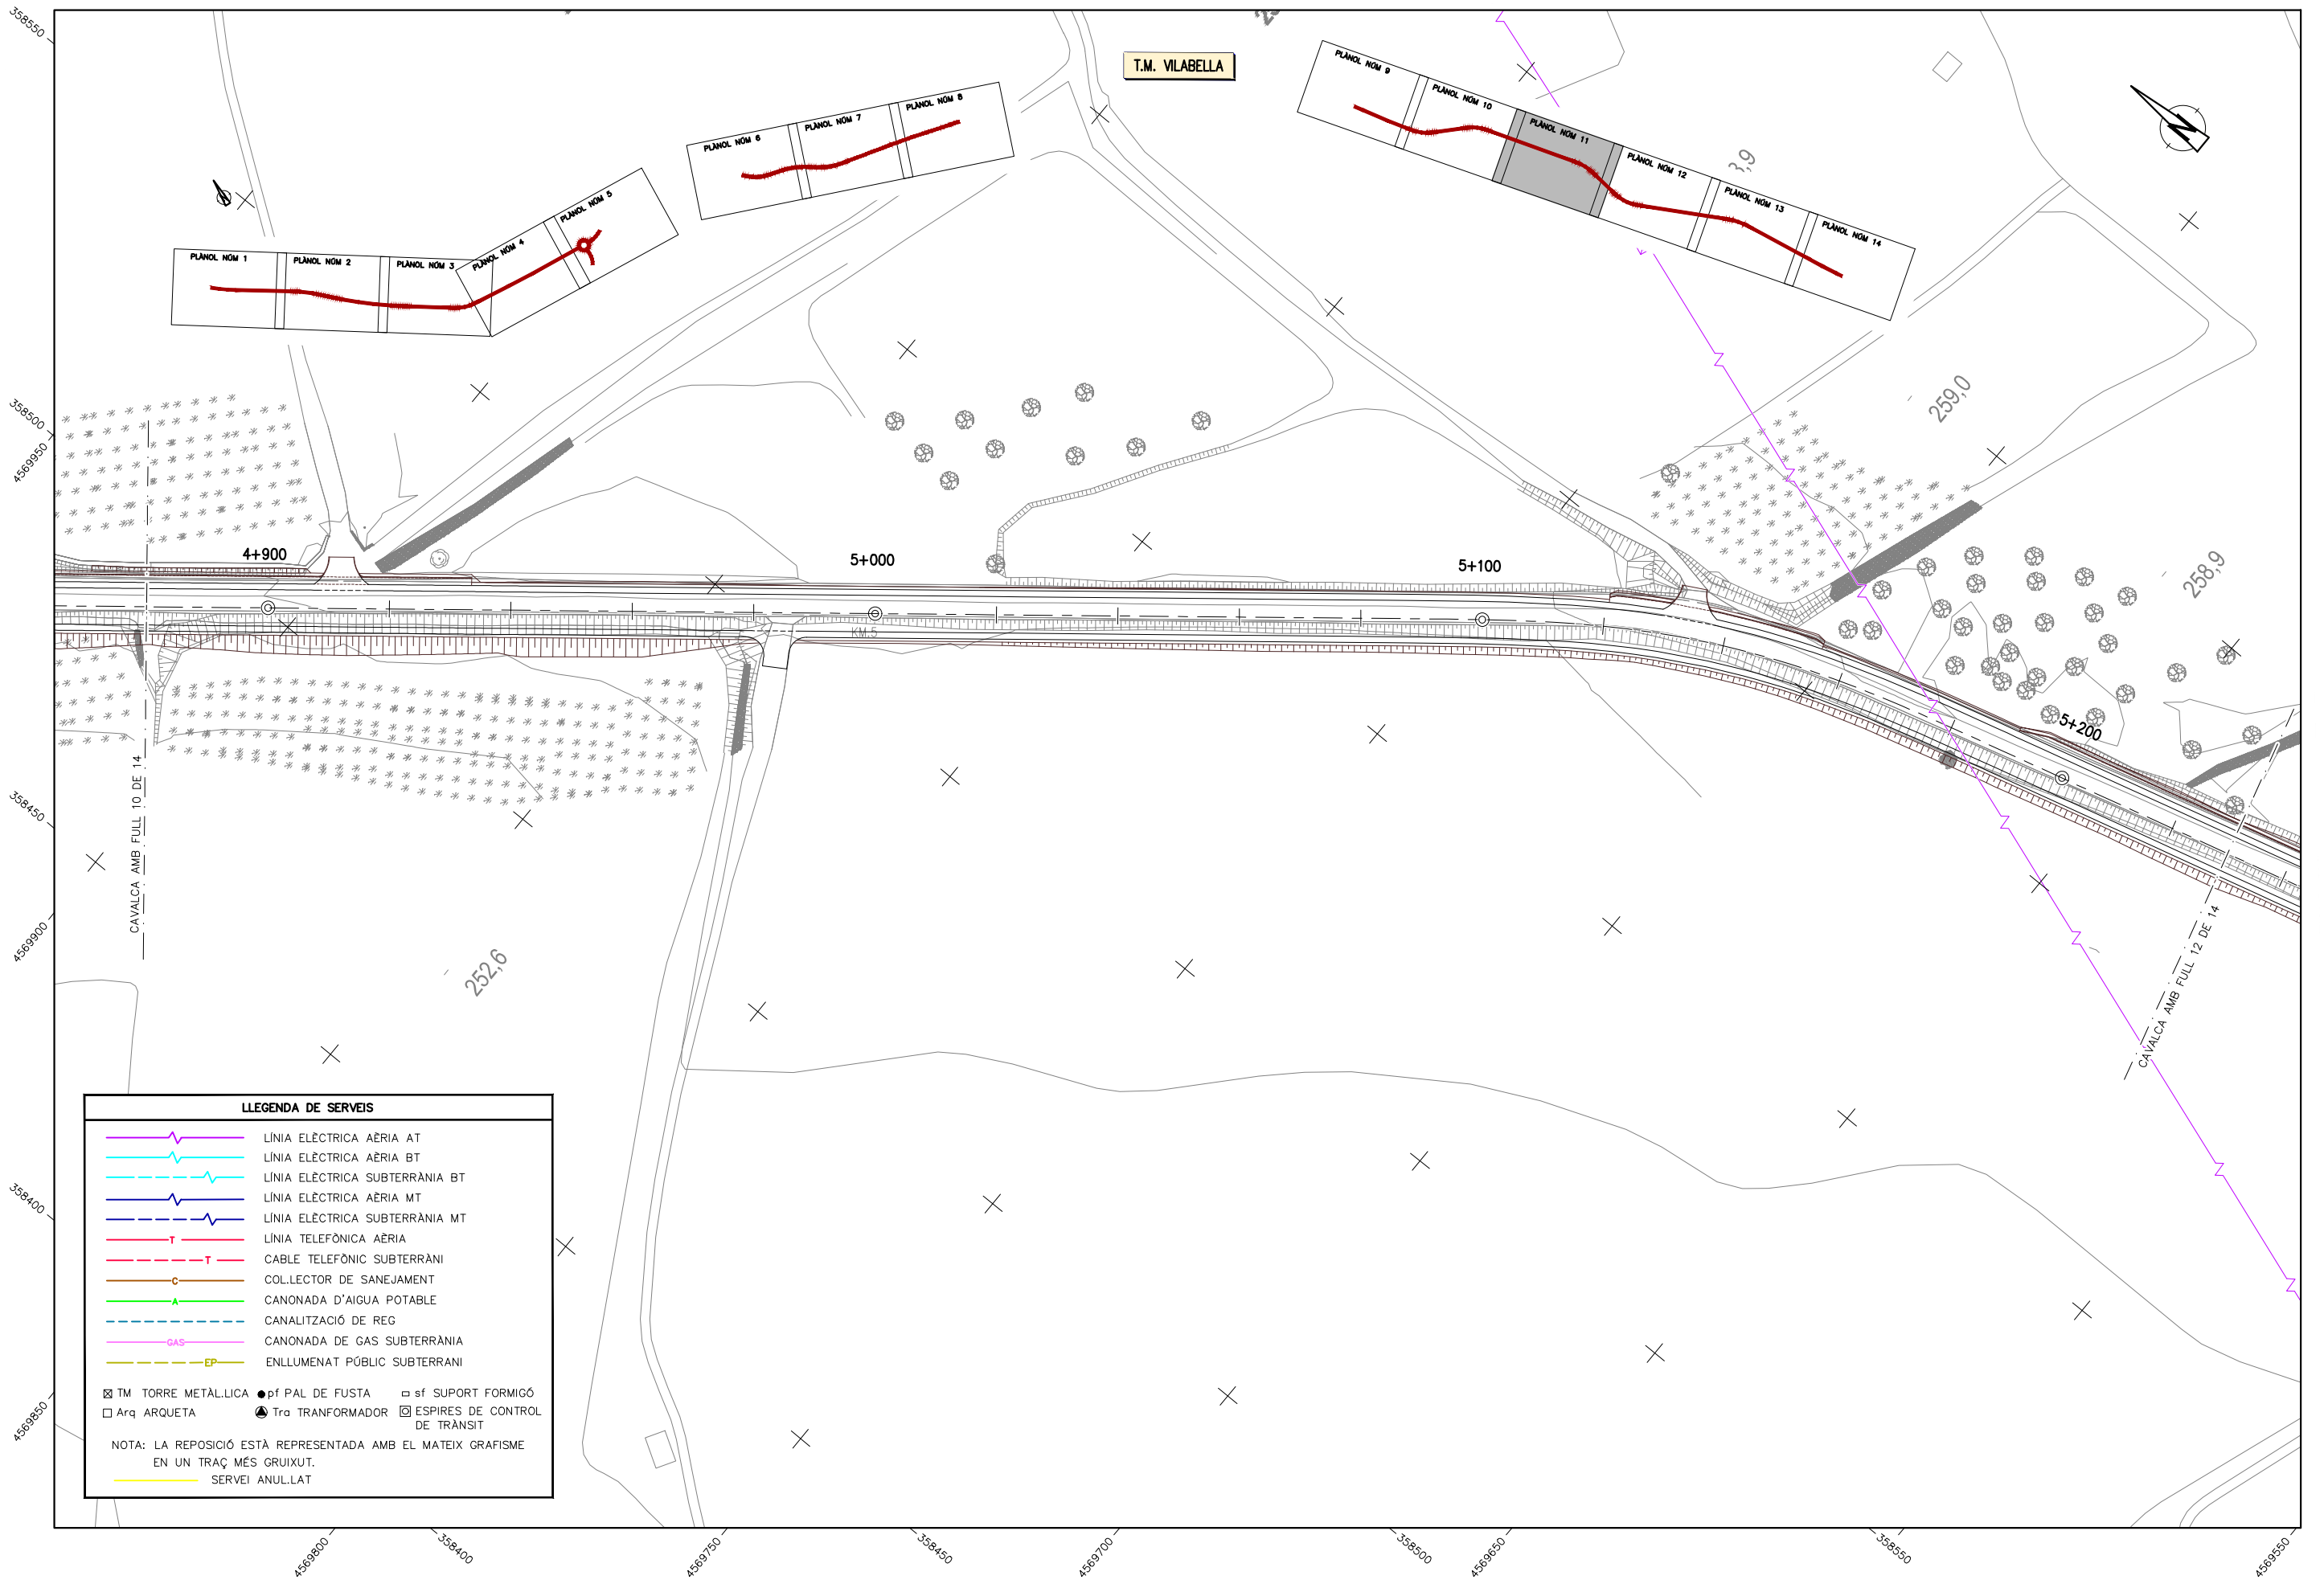 358550
T.M. VILABELLA
PLÀNOL NÚM 9
PLÀNOL NÚM 10
PLÀNOL NÚM 11
PLÀNOL NÚM 12
PLÀNOL NÚM 13
PLÀNOL NÚM 14
PLÀNOL NÚM 6
PLÀNOL NÚM 7
PLÀNOL NÚM 8
PLÀNOL NÚM 1
PLÀNOL NÚM 2
PLÀNOL NÚM 3
PLÀNOL NÚM 4
PLÀNOL NÚM 5
N
358500
4569950
259,0
258,9
4+900
5+000
5+100
5+200
KM.5
CAVALCA AMB FULL 10 DE 14
CAVALCA AMB FULL 12 DE 14
358450
4569900
252,6
358400
4569850
LLEGENDA DE SERVEIS
LÍNIA ELÈCTRICA AÈRIA AT
LÍNIA ELÈCTRICA AÈRIA BT
LÍNIA ELÈCTRICA SUBTERRÀNIA BT
LÍNIA ELÈCTRICA AÈRIA MT
LÍNIA ELÈCTRICA SUBTERRÀNIA MT
T LÍNIA TELEFÒNICA AÈRIA
T CABLE TELEFÒNIC SUBTERRÀNI
C COL.LECTOR DE SANEJAMENT
A CANONADA D'AIGUA POTABLE
CANALITZACIÓ DE REG
GAS CANONADA DE GAS SUBTERRÀNIA
EP ENLLUMENAT PÚBLIC SUBTERRANI
TM TORRE METÀL.LICA pf PAL DE FUSTA sf SUPORT FORMIGÓ
Arq ARQUETA Tra TRANFORMADOR ESPIRES DE CONTROL
DE TRÀNSIT
NOTA: LA REPOSICIÓ ESTÀ REPRESENTADA AMB EL MATEIX GRAFISME
EN UN TRAÇ MÉS GRUIXUT.
SERVEI ANUL.LAT
4569800
358400
4569750
358450
4569700
358500
4569650
358550
4569550